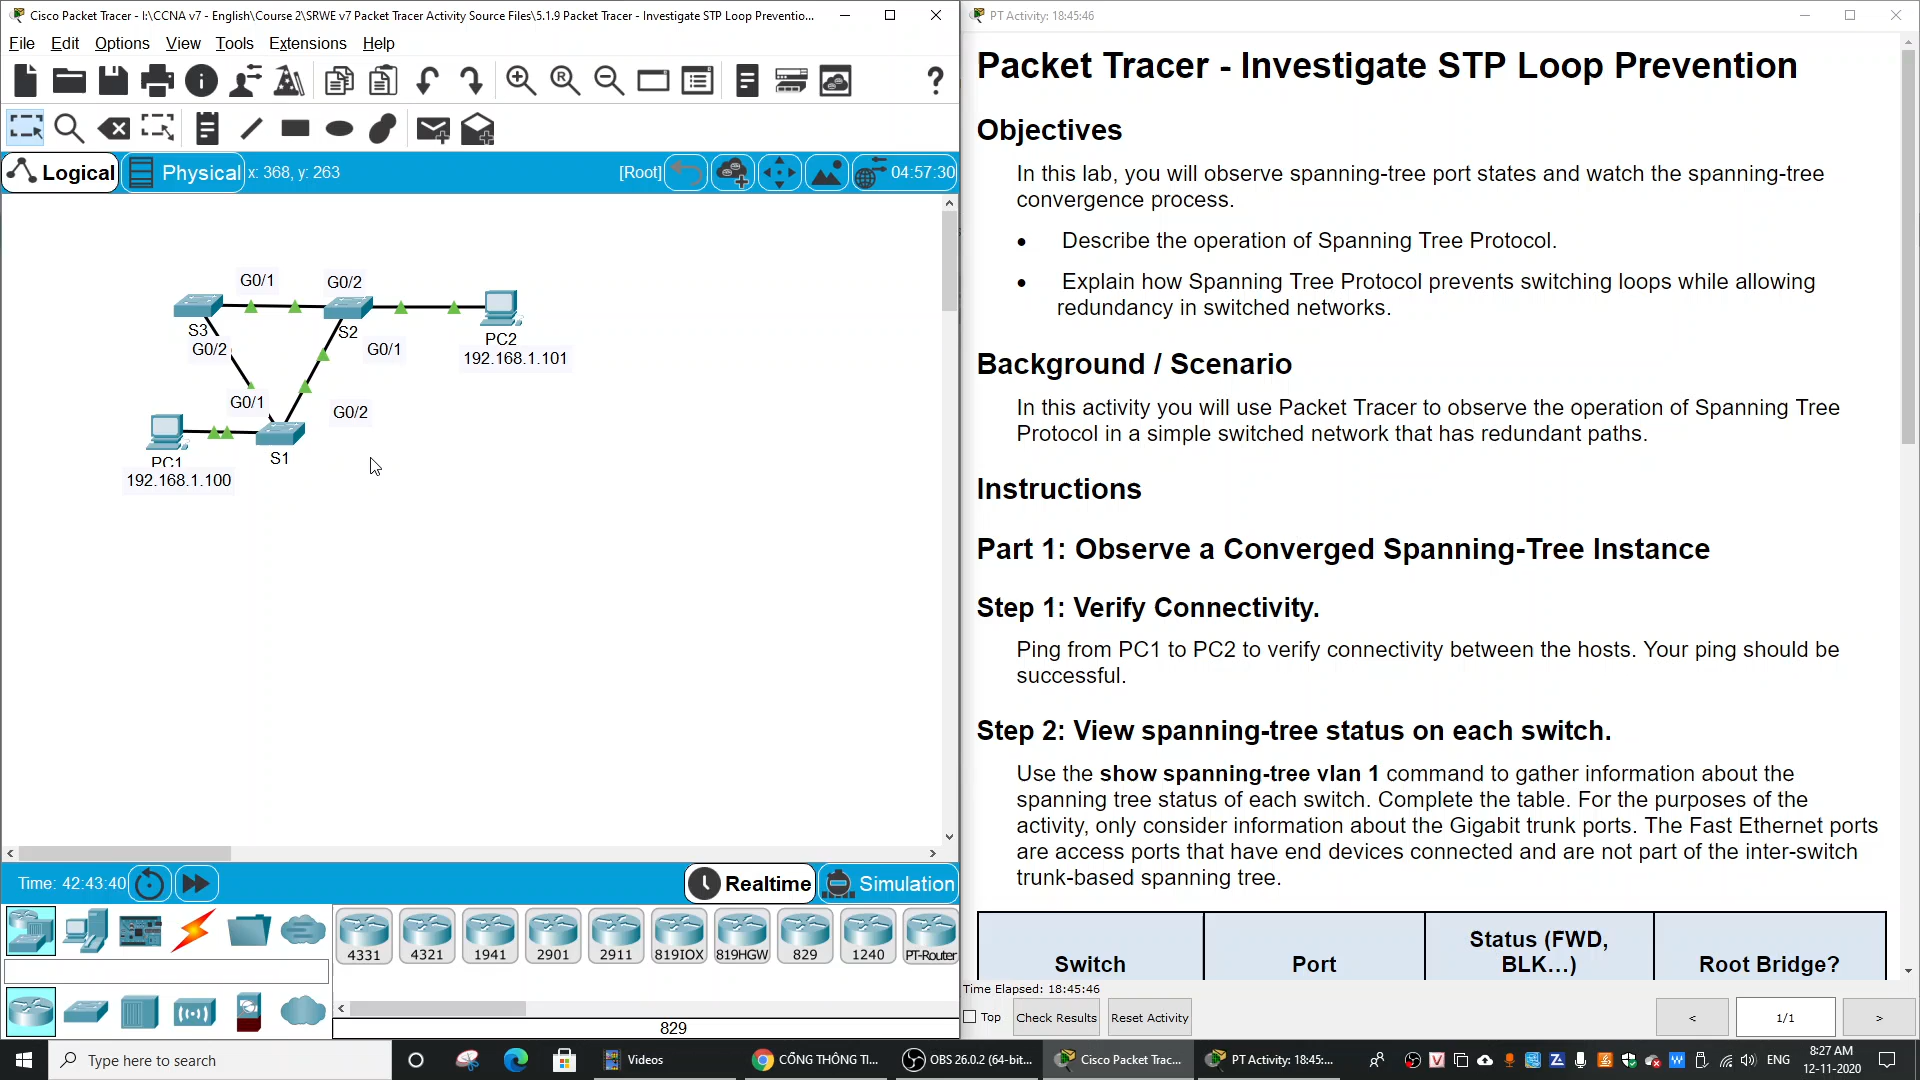 Cisco Packet Tracer - I:\CCNA v7 - English\Course 2\SRWE v7 Packet Tracer Activity Source Files\5.1.9 Packet Tracer - Investigate STP Loop Preventio...
File Edit Options View Tools Extensions Help
Logical Physical x: 368, y: 263 [Root] 04:57:30
G0/1 G0/2
S3 S2 PC2
G0/2 G0/1 192.168.1.101
G0/1 G0/2
PC1 S1
192.168.1.100
Time: 42:43:40 Realtime Simulation
4331 4321 1941 2901 2911 819IOX 819HGW 829 1240 PT-Router
829
PT Activity: 18:45:46
Packet Tracer - Investigate STP Loop Prevention
Objectives
In this lab, you will observe spanning-tree port states and watch the spanning-tree
convergence process.
• Describe the operation of Spanning Tree Protocol.
• Explain how Spanning Tree Protocol prevents switching loops while allowing
redundancy in switched networks.
Background / Scenario
In this activity you will use Packet Tracer to observe the operation of Spanning Tree
Protocol in a simple switched network that has redundant paths.
Instructions
Part 1: Observe a Converged Spanning-Tree Instance
Step 1: Verify Connectivity.
Ping from PC1 to PC2 to verify connectivity between the hosts. Your ping should be
successful.
Step 2: View spanning-tree status on each switch.
Use the show spanning-tree vlan 1 command to gather information about the
spanning tree status of each switch. Complete the table. For the purposes of the
activity, only consider information about the Gigabit trunk ports. The Fast Ethernet ports
are access ports that have end devices connected and are not part of the inter-switch
trunk-based spanning tree.
Switch Port Status (FWD,
BLK…) Root Bridge?
Time Elapsed: 18:45:46
Top Check Results Reset Activity < 1/1 >
Type here to search Videos CỔNG THÔNG TI... OBS 26.0.2 (64-bit... Cisco Packet Trac... PT Activity: 18:45:... ENG 8:27 AM
12-11-2020